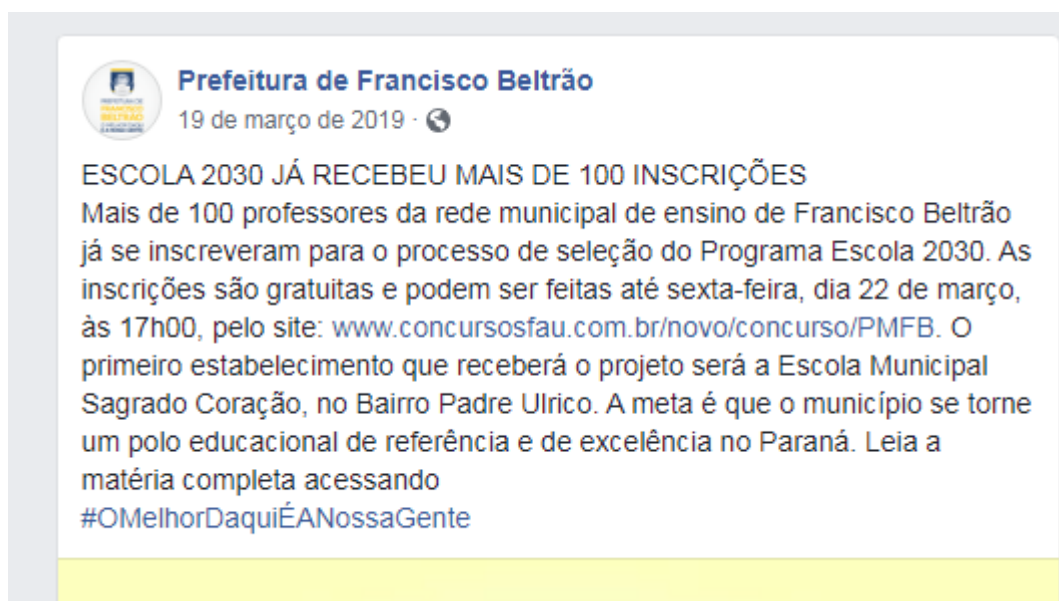 Prefeitura de Francisco Beltrão
19 de março de 2019 ·
ESCOLA 2030 JÁ RECEBEU MAIS DE 100 INSCRIÇÕES
Mais de 100 professores da rede municipal de ensino de Francisco Beltrão
já se inscreveram para o processo de seleção do Programa Escola 2030. As
inscrições são gratuitas e podem ser feitas até sexta-feira, dia 22 de março,
às 17h00, pelo site: www.concursosfau.com.br/novo/concurso/PMFB. O
primeiro estabelecimento que receberá o projeto será a Escola Municipal
Sagrado Coração, no Bairro Padre Ulrico. A meta é que o município se torne
um polo educacional de referência e de excelência no Paraná. Leia a
matéria completa acessando
#OMelhorDaquiÉANossaGente